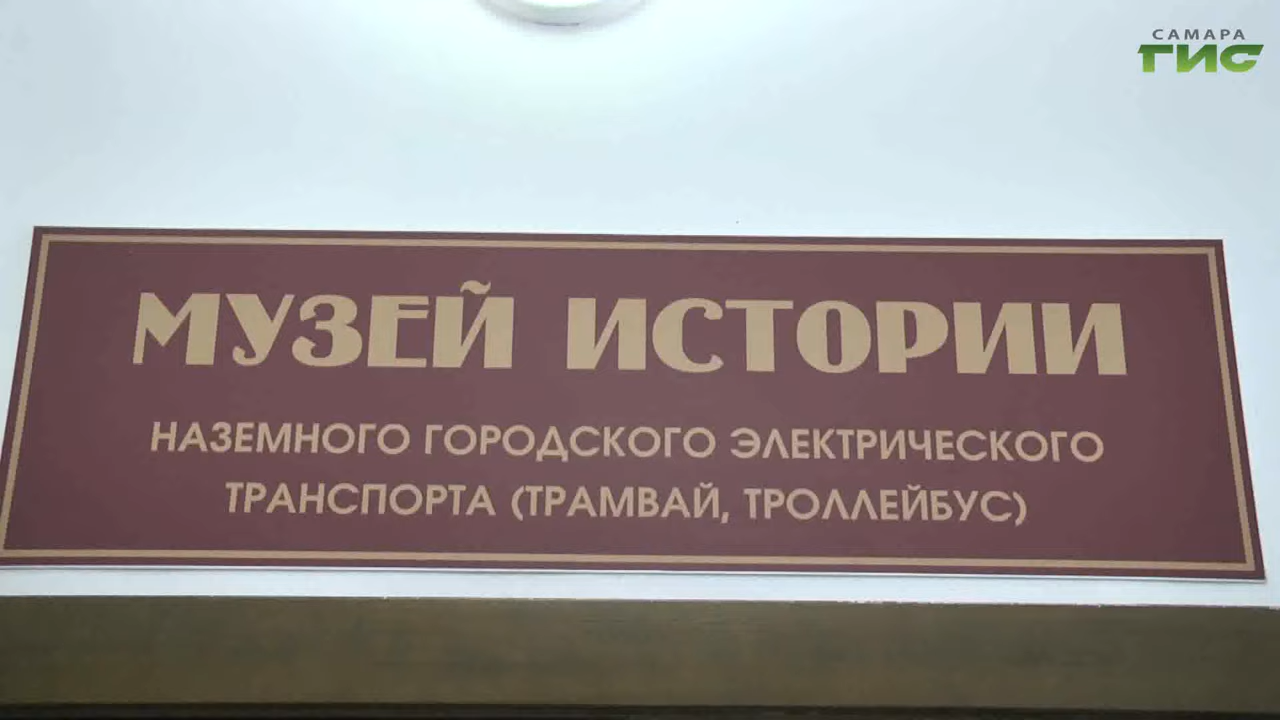 САМАРА
ГИС
МУЗЕЙ ИСТОРИИ
НАЗЕМНОГО ГОРОДСКОГО ЭЛЕКТРИЧЕСКОГО
ТРАНСПОРТА (ТРАМВАЙ, ТРОЛЛЕЙБУС)